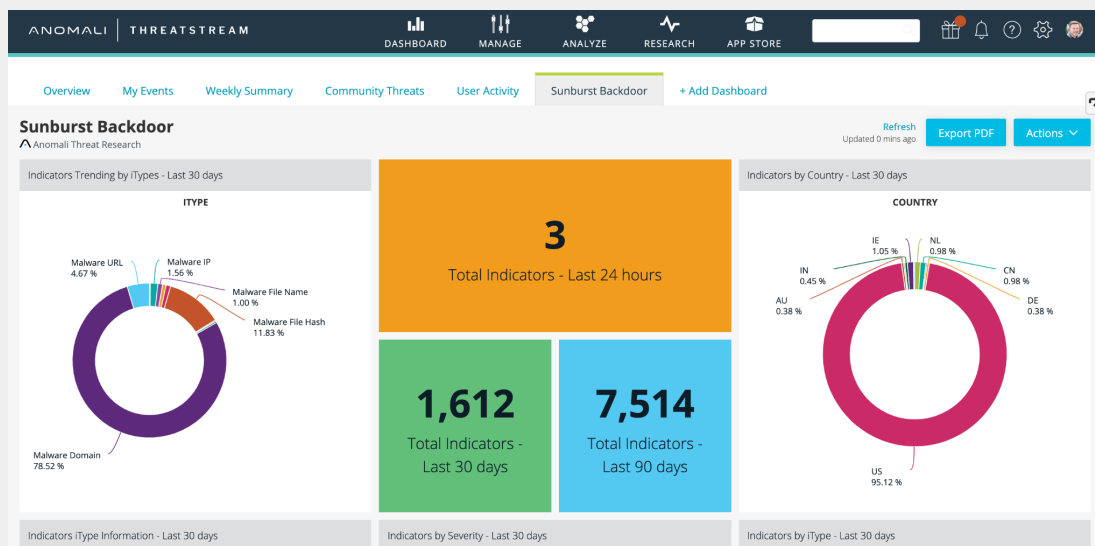 ANOMALI | THREATSTREAM
DASHBOARD
MANAGE
ANALYZE
RESEARCH
APP STORE
Overview
My Events
Weekly Summary
Community Threats
User Activity
Sunburst Backdoor
+ Add Dashboard
Sunburst Backdoor
Anomali Threat Research
Refresh
Updated 0 mins ago
Export PDF
Actions
Indicators Trending by iTypes - Last 30 days
ITYPE
Malware URL
4.67 %
Malware IP
1.56 %
Malware File Name
1.00 %
Malware File Hash
11.83 %
Malware Domain
78.52 %
3
Total Indicators - Last 24 hours
1,612
Total Indicators -
Last 30 days
7,514
Total Indicators -
Last 90 days
Indicators by Country - Last 30 days
COUNTRY
IE
1.05 %
NL
0.98 %
IN
0.45 %
CN
0.98 %
AU
0.38 %
DE
0.38 %
US
95.12 %
Indicators iType Information - Last 30 days
Indicators by Severity - Last 30 days
Indicators by iType - Last 30 days